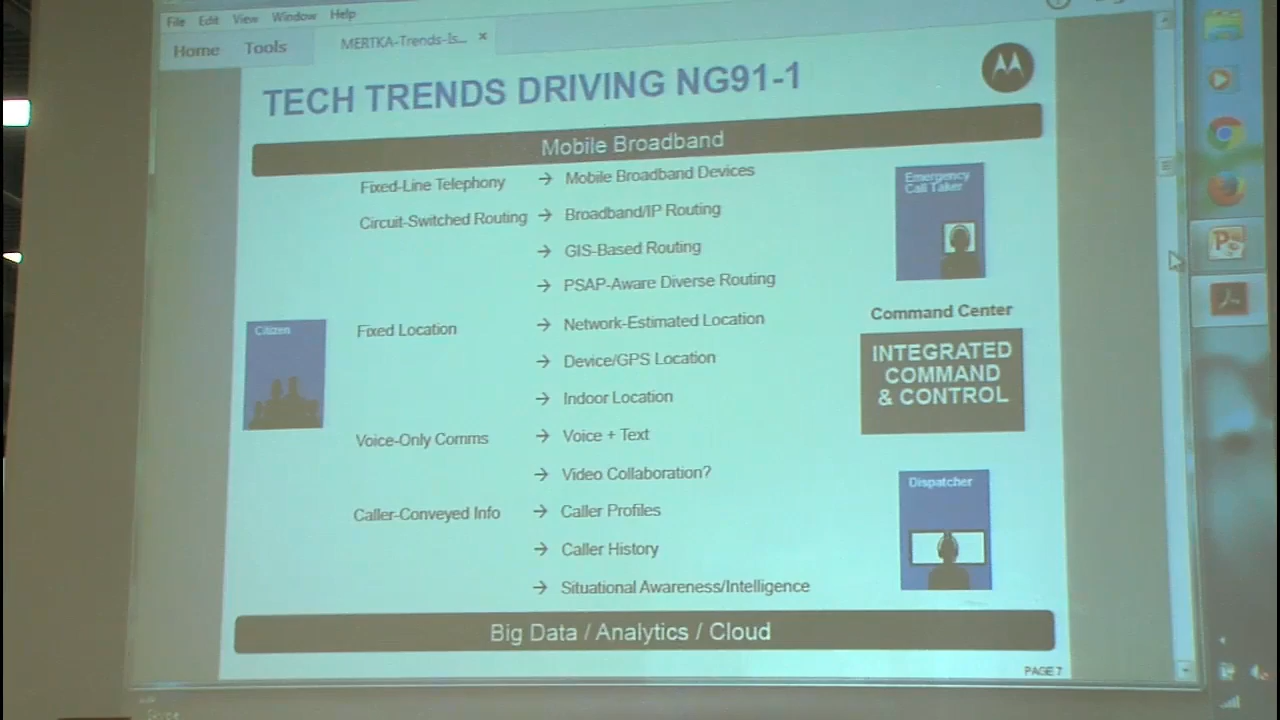 File Edit View Window Help
Home Tools MERTKA-Trends-Is... ×
TECH TRENDS DRIVING NG91-1
Mobile Broadband
Fixed-Line Telephony → Mobile Broadband Devices
Circuit-Switched Routing → Broadband/IP Routing
→ GIS-Based Routing
→ PSAP-Aware Diverse Routing
Fixed Location → Network-Estimated Location
→ Device/GPS Location
→ Indoor Location
Voice-Only Comms → Voice + Text
→ Video Collaboration?
Caller-Conveyed Info → Caller Profiles
→ Caller History
→ Situational Awareness/Intelligence
Citizen
Emergency
Call Taker
Command Center
INTEGRATED
COMMAND
& CONTROL
Dispatcher
Big Data / Analytics / Cloud
PAGE 7